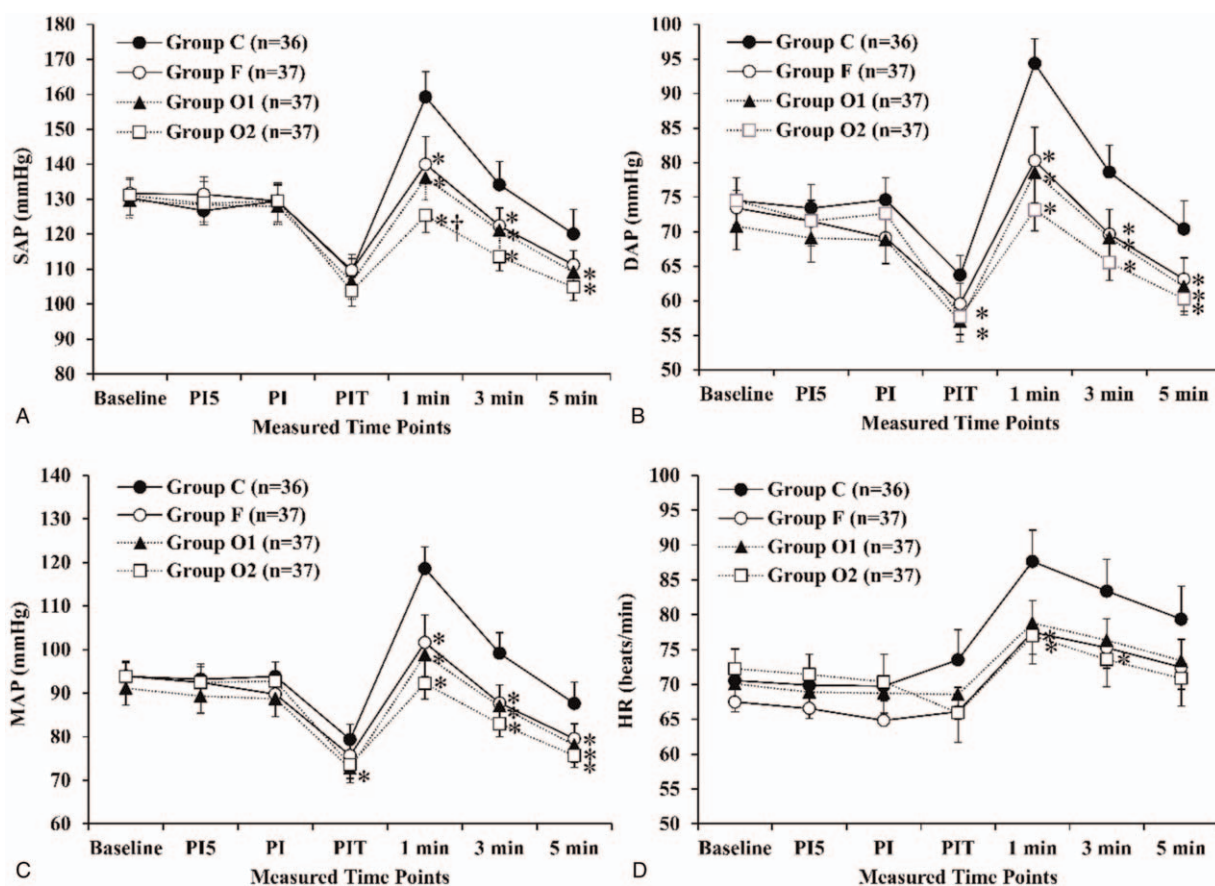 180
170
160
150
140
130
120
110
100
90
80
SAP (mmHg)
Group C (n=36)
Group F (n=37)
Group O1 (n=37)
Group O2 (n=37)
*
*
*†
*
*
*
*
*
Baseline PI5 PI PIT 1 min 3 min 5 min
Measured Time Points
A
100
95
90
85
80
75
70
65
60
55
50
DAP (mmHg)
Group C (n=36)
Group F (n=37)
Group O1 (n=37)
Group O2 (n=37)
*
*
*
*
*
*
*
*
*
*
*
Baseline PI5 PI PIT 1 min 3 min 5 min
Measured Time Points
B
140
130
120
110
100
90
80
70
60
MAP (mmHg)
Group C (n=36)
Group F (n=37)
Group O1 (n=37)
Group O2 (n=37)
*
*
*
*
*
*
*
*
*
*
Baseline PI5 PI PIT 1 min 3 min 5 min
Measured Time Points
C
100
95
90
85
80
75
70
65
60
55
50
HR (beats/min)
Group C (n=36)
Group F (n=37)
Group O1 (n=37)
Group O2 (n=37)
*
*
*
Baseline PI5 PI PIT 1 min 3 min 5 min
Measured Time Points
D